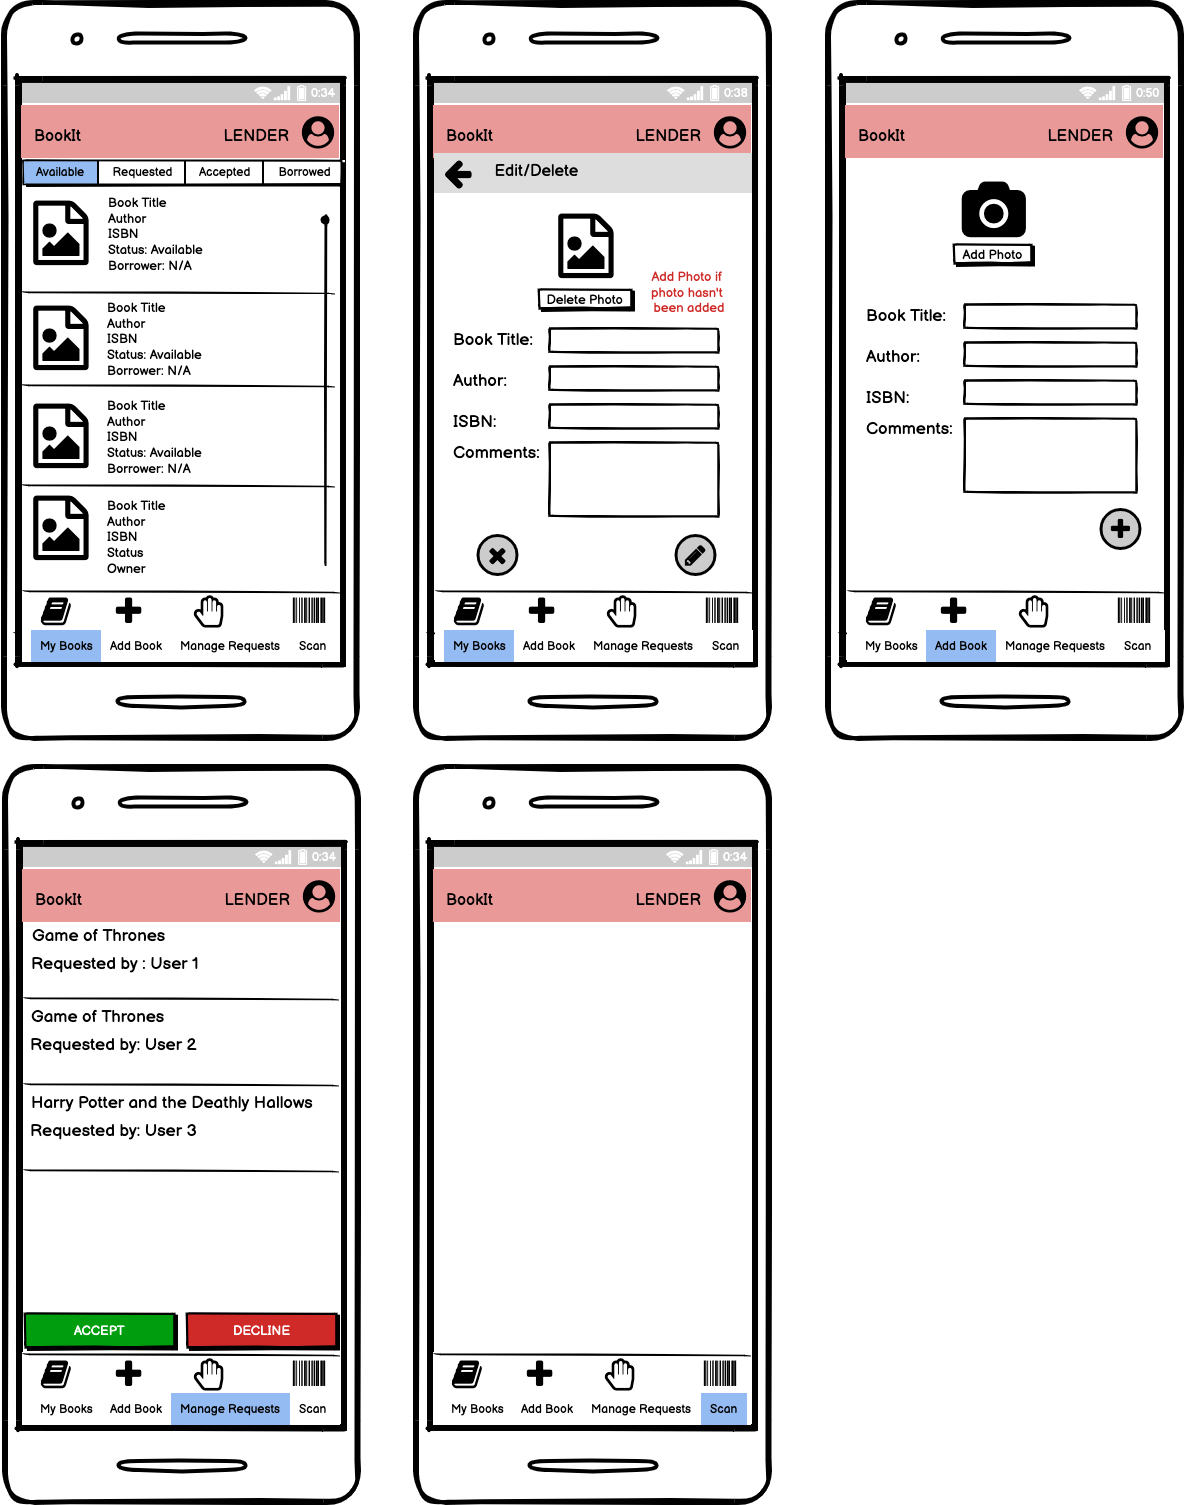 0:34
BookIt LENDER
Available Requested Accepted Borrowed
Book Title
Author
ISBN
Status: Available
Borrower: N/A
Book Title
Author
ISBN
Status: Available
Borrower: N/A
Book Title
Author
ISBN
Status: Available
Borrower: N/A
Book Title
Author
ISBN
Status
Owner
My Books Add Book Manage Requests Scan
0:38
BookIt LENDER
Edit/Delete
Add Photo if
photo hasn't
been added
Delete Photo
Book Title:
Author:
ISBN:
Comments:
My Books Add Book Manage Requests Scan
0:50
BookIt LENDER
Add Photo
Book Title:
Author:
ISBN:
Comments:
My Books Add Book Manage Requests Scan
0:34
BookIt LENDER
Game of Thrones
Requested by : User 1
Game of Thrones
Requested by: User 2
Harry Potter and the Deathly Hallows
Requested by: User 3
ACCEPT DECLINE
My Books Add Book Manage Requests Scan
0:34
BookIt LENDER
My Books Add Book Manage Requests Scan